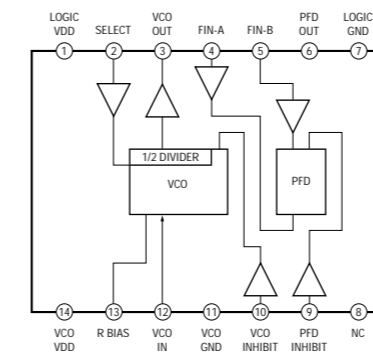 LOGIC VDD
SELECT
VCO OUT
FIN-A
FIN-B
PFD OUT
LOGIC GND
1
2
3
4
5
6
7
1/2 DIVIDER
VCO
PFD
14
13
12
11
10
9
8
VCO VDD
R BIAS
VCO IN
VCO GND
VCO INHIBIT
PFD INHIBIT
NC